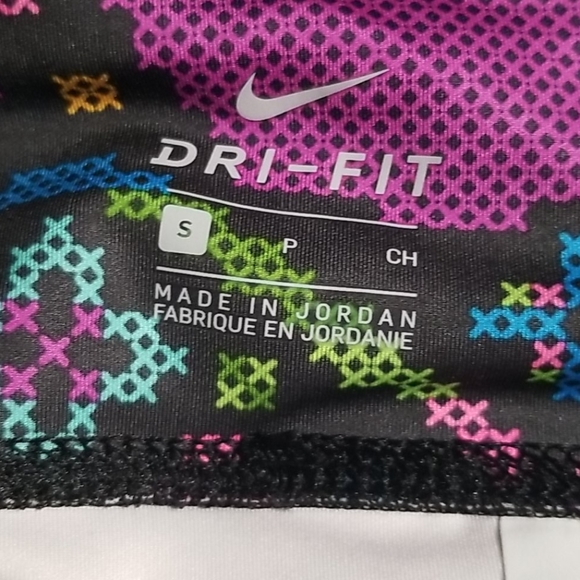 DRI-FIT
S P CH
MADE IN JORDAN
FABRIQUE EN JORDANIE